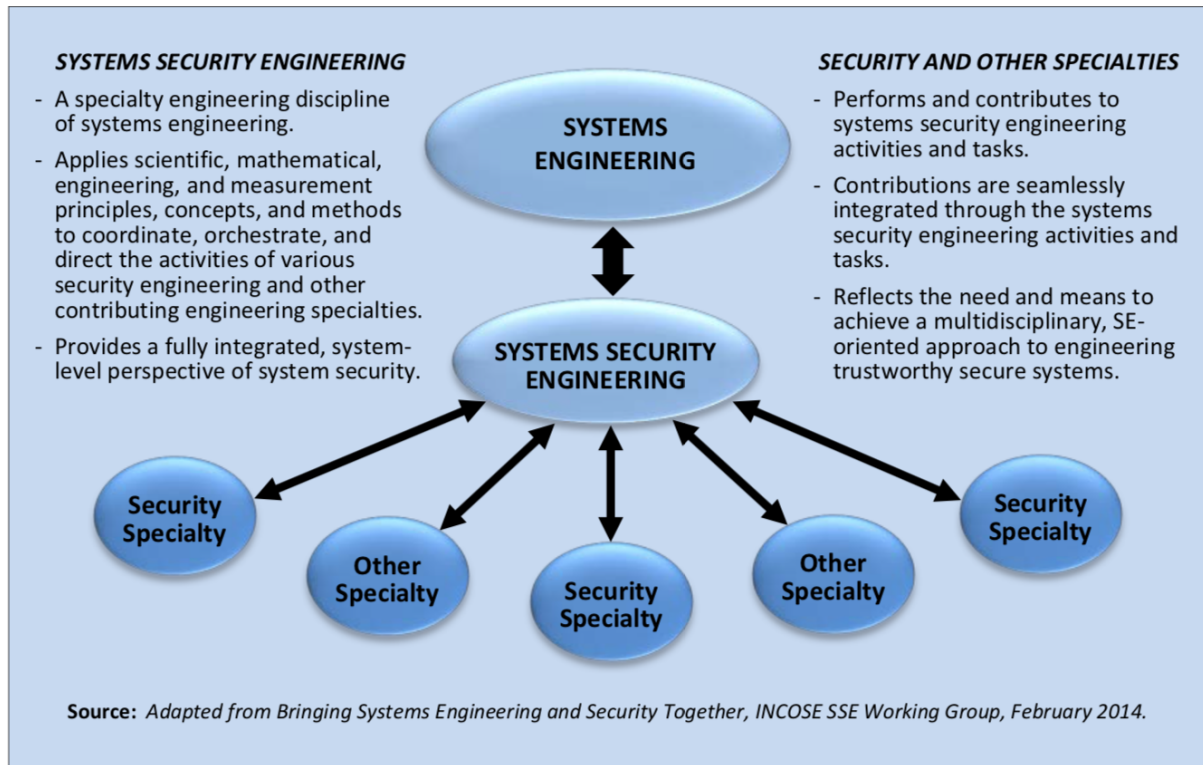 SYSTEMS SECURITY ENGINEERING
- A specialty engineering discipline
of systems engineering.
- Applies scientific, mathematical,
engineering, and measurement
principles, concepts, and methods
to coordinate, orchestrate, and
direct the activities of various
security engineering and other
contributing engineering specialties.
- Provides a fully integrated, system-
level perspective of system security.
SYSTEMS
ENGINEERING
SECURITY AND OTHER SPECIALTIES
- Performs and contributes to
systems security engineering
activities and tasks.
- Contributions are seamlessly
integrated through the systems
security engineering activities and
tasks.
- Reflects the need and means to
achieve a multidisciplinary, SE-
oriented approach to engineering
trustworthy secure systems.
SYSTEMS SECURITY
ENGINEERING
Security
Specialty
Other
Specialty
Security
Specialty
Other
Specialty
Security
Specialty
Source: Adapted from Bringing Systems Engineering and Security Together, INCOSE SSE Working Group, February 2014.